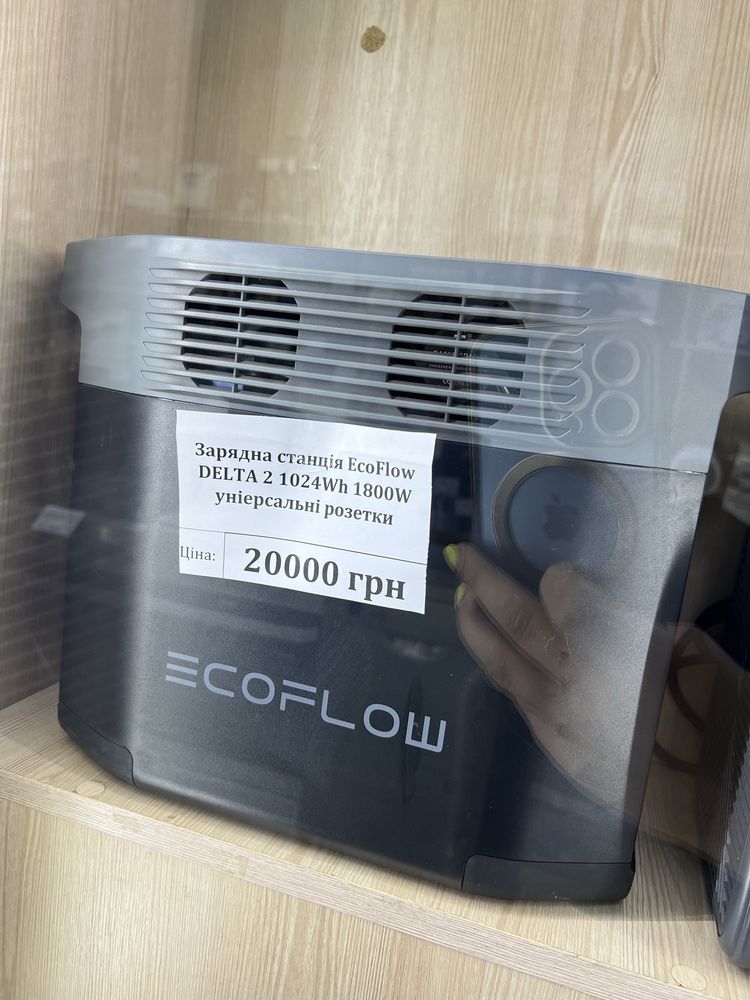 Зарядна станція EcoFlow
DELTA 2 1024Wh 1800W
уніерсальні розетки
Ціна: 20000 грн
ECOFLOW